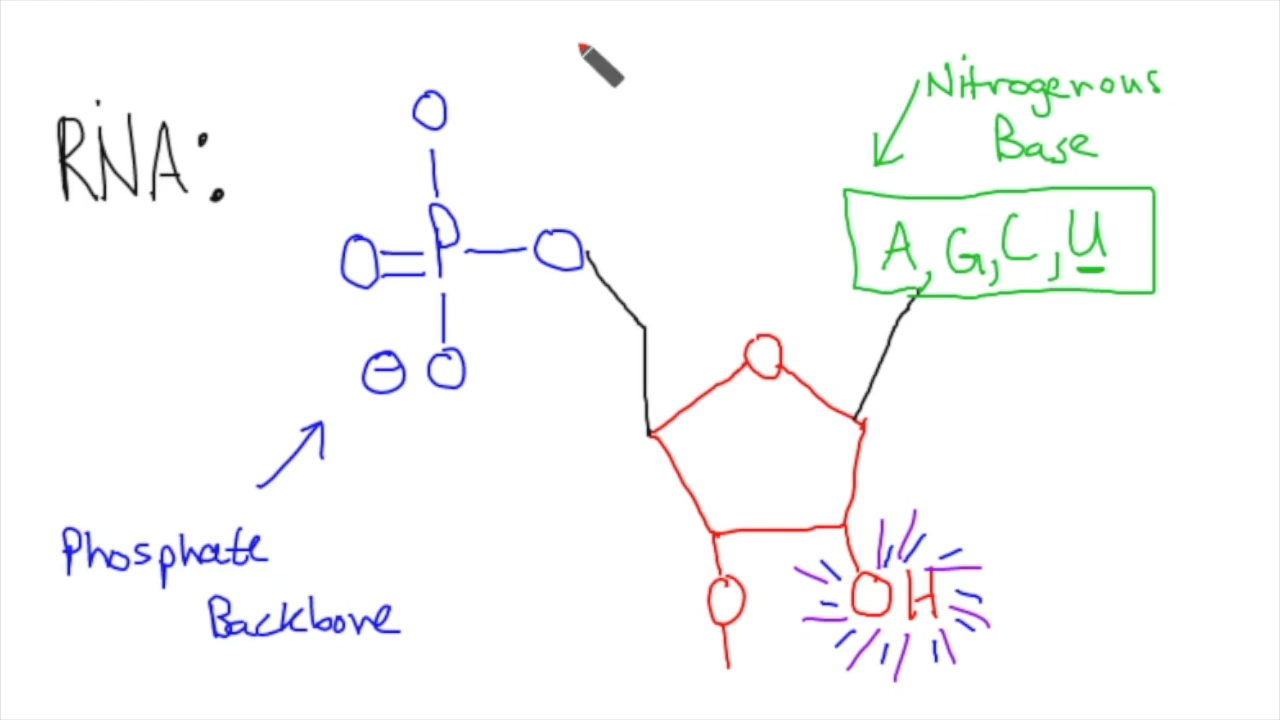 RNA:
O
O=P-O
⊖O
Phosphate
Backbone
Nitrogenous
Base
A, G, C, U
O
O
OH